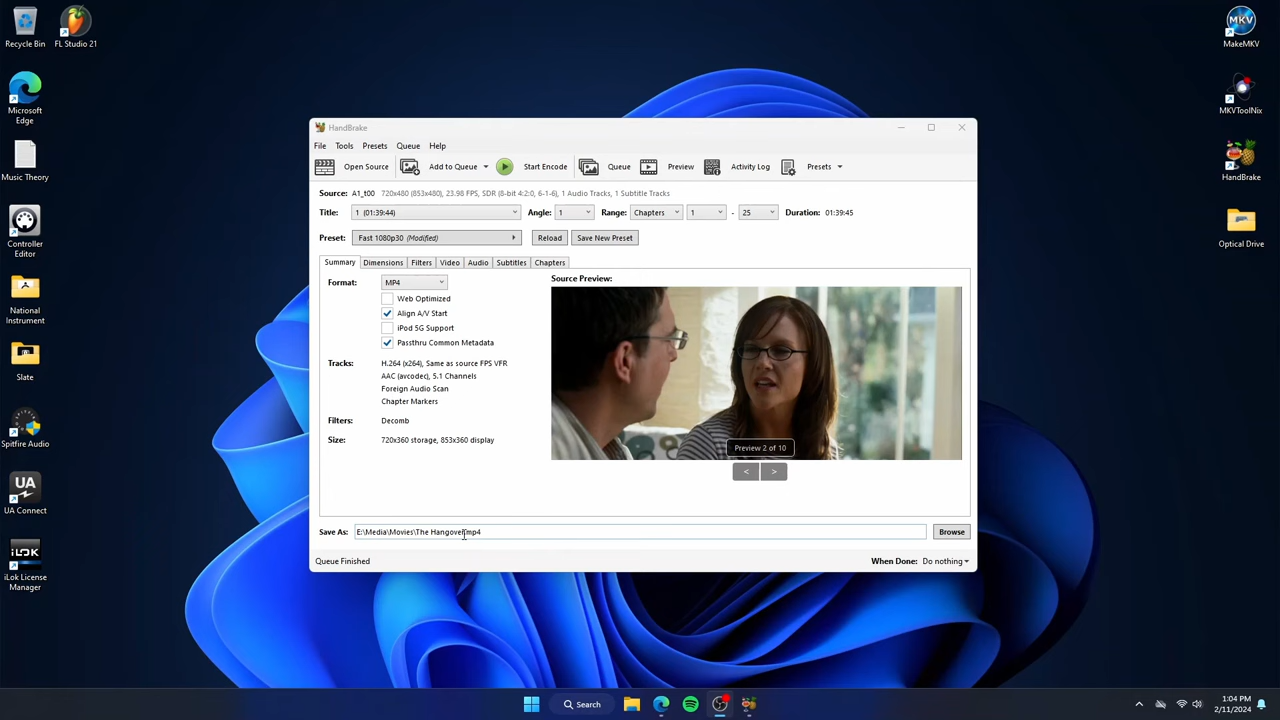 Recycle Bin
FL Studio 21
Microsoft
Edge
Music Theory
Controller
Editor
National
Instrument
Slate
Spitfire Audio
UA
UA Connect
iLOK
iLok License
Manager
MKV
MakeMKV
MKVToolNix
HandBrake
Optical Drive
HandBrake
File Tools Presets Queue Help
Open Source Add to Queue Start Encode Queue Preview Activity Log Presets
Source: A1_t00 720x480 (853x480), 23.98 FPS, SDR (8-bit 4:2:0, 6-1-6), 1 Audio Tracks, 1 Subtitle Tracks
Title: 1 (01:39:44) Angle: 1 Range: Chapters 1 - 25 Duration: 01:39:45
Preset: Fast 1080p30 (Modified) Reload Save New Preset
Summary Dimensions Filters Video Audio Subtitles Chapters
Format: MP4
Web Optimized
Align A/V Start
iPod 5G Support
Passthru Common Metadata
Tracks: H.264 (x264), Same as source FPS VFR
AAC (avcodec), 5.1 Channels
Foreign Audio Scan
Chapter Markers
Filters: Decomb
Size: 720x360 storage, 853x360 display
Source Preview:
Preview 2 of 10
< >
Save As: E:\Media\Movies\The Hangover.mp4 Browse
Queue Finished When Done: Do nothing
Search
1:04 PM
2/11/2024